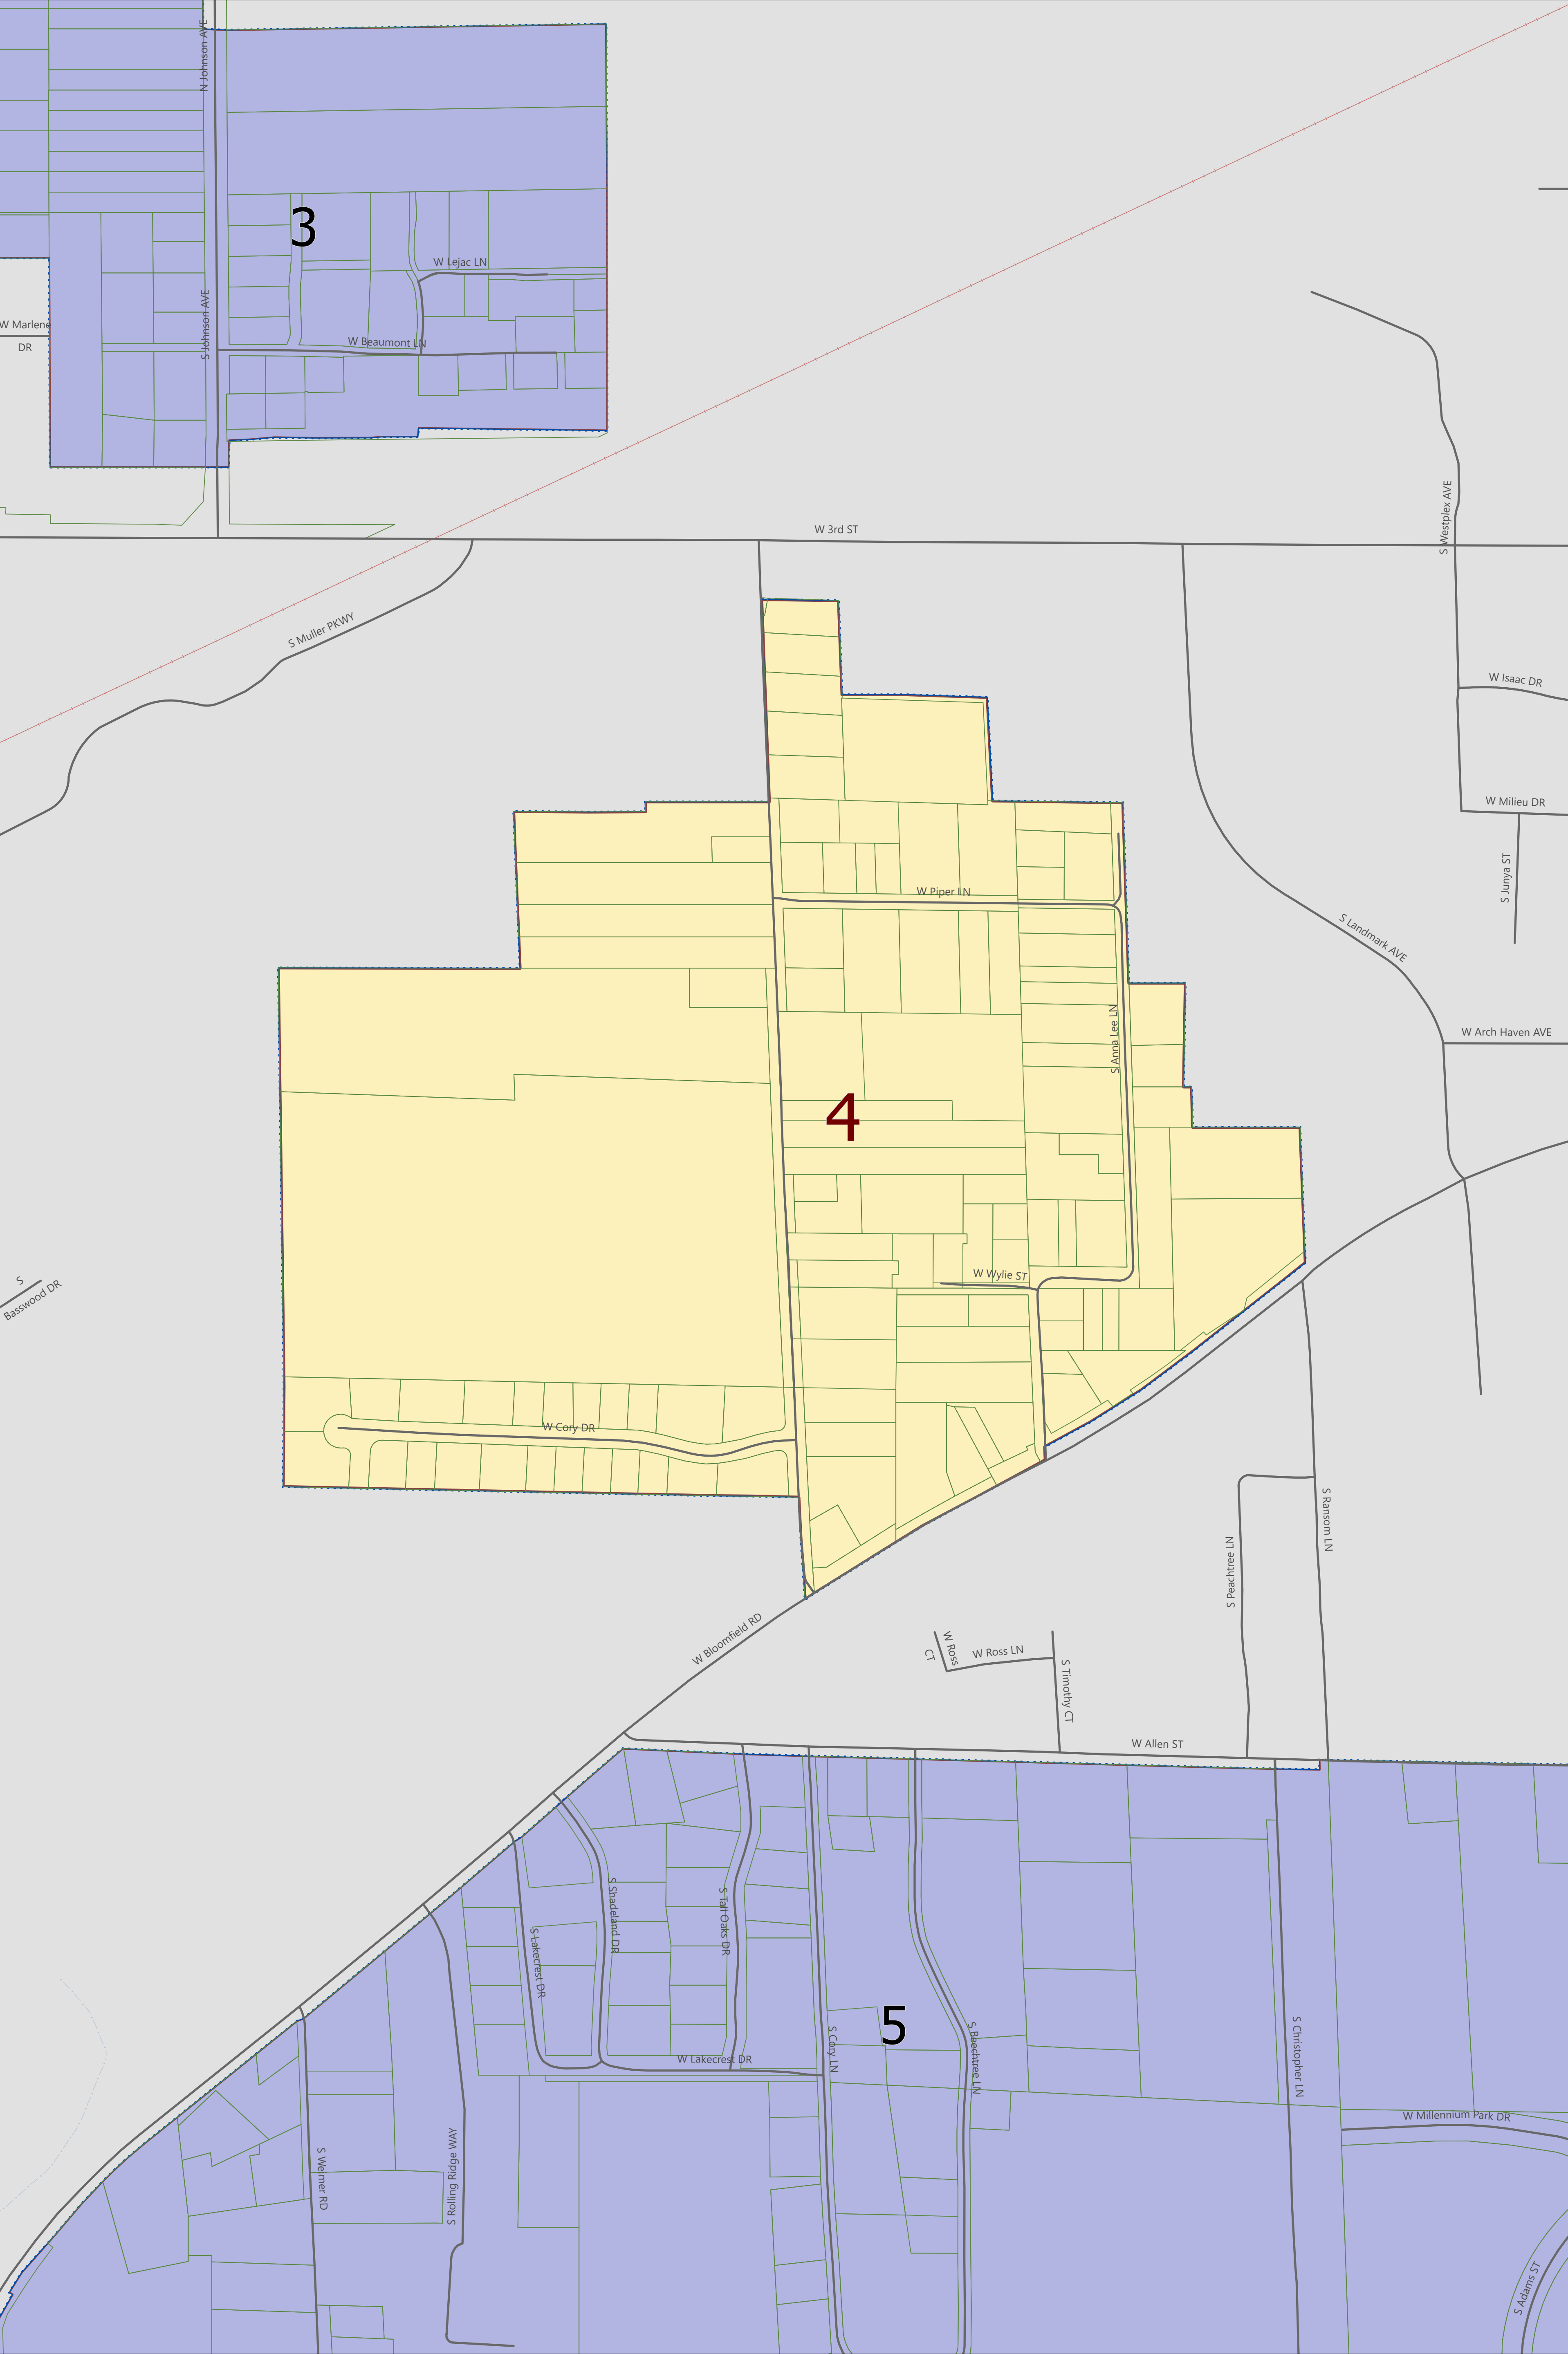 N Johnson AVE
3
W Lejac LN
W Marlene
DR
S Johnson AVE
W Beaumont LN
W 3rd ST
S Westplex AVE
S Muller PKWY
W Isaac DR
W Milieu DR
S Junya ST
W Piper LN
S Landmark AVE
W Arch Haven AVE
S Anna Lee LN
4
S
Basswood DR
W Wylie ST
W Cory DR
S Ransom LN
S Peachtree LN
W Bloomfield RD
W Ross
CT
W Ross LN
S Timothy CT
W Allen ST
S Shadeland DR
S Tall Oaks DR
S Lakecrest DR
5
S Cory LN
S Beechtree LN
S Christopher LN
W Lakecrest DR
W Millennium Park DR
S Weimer RD
S Rolling Ridge WAY
S Adams ST